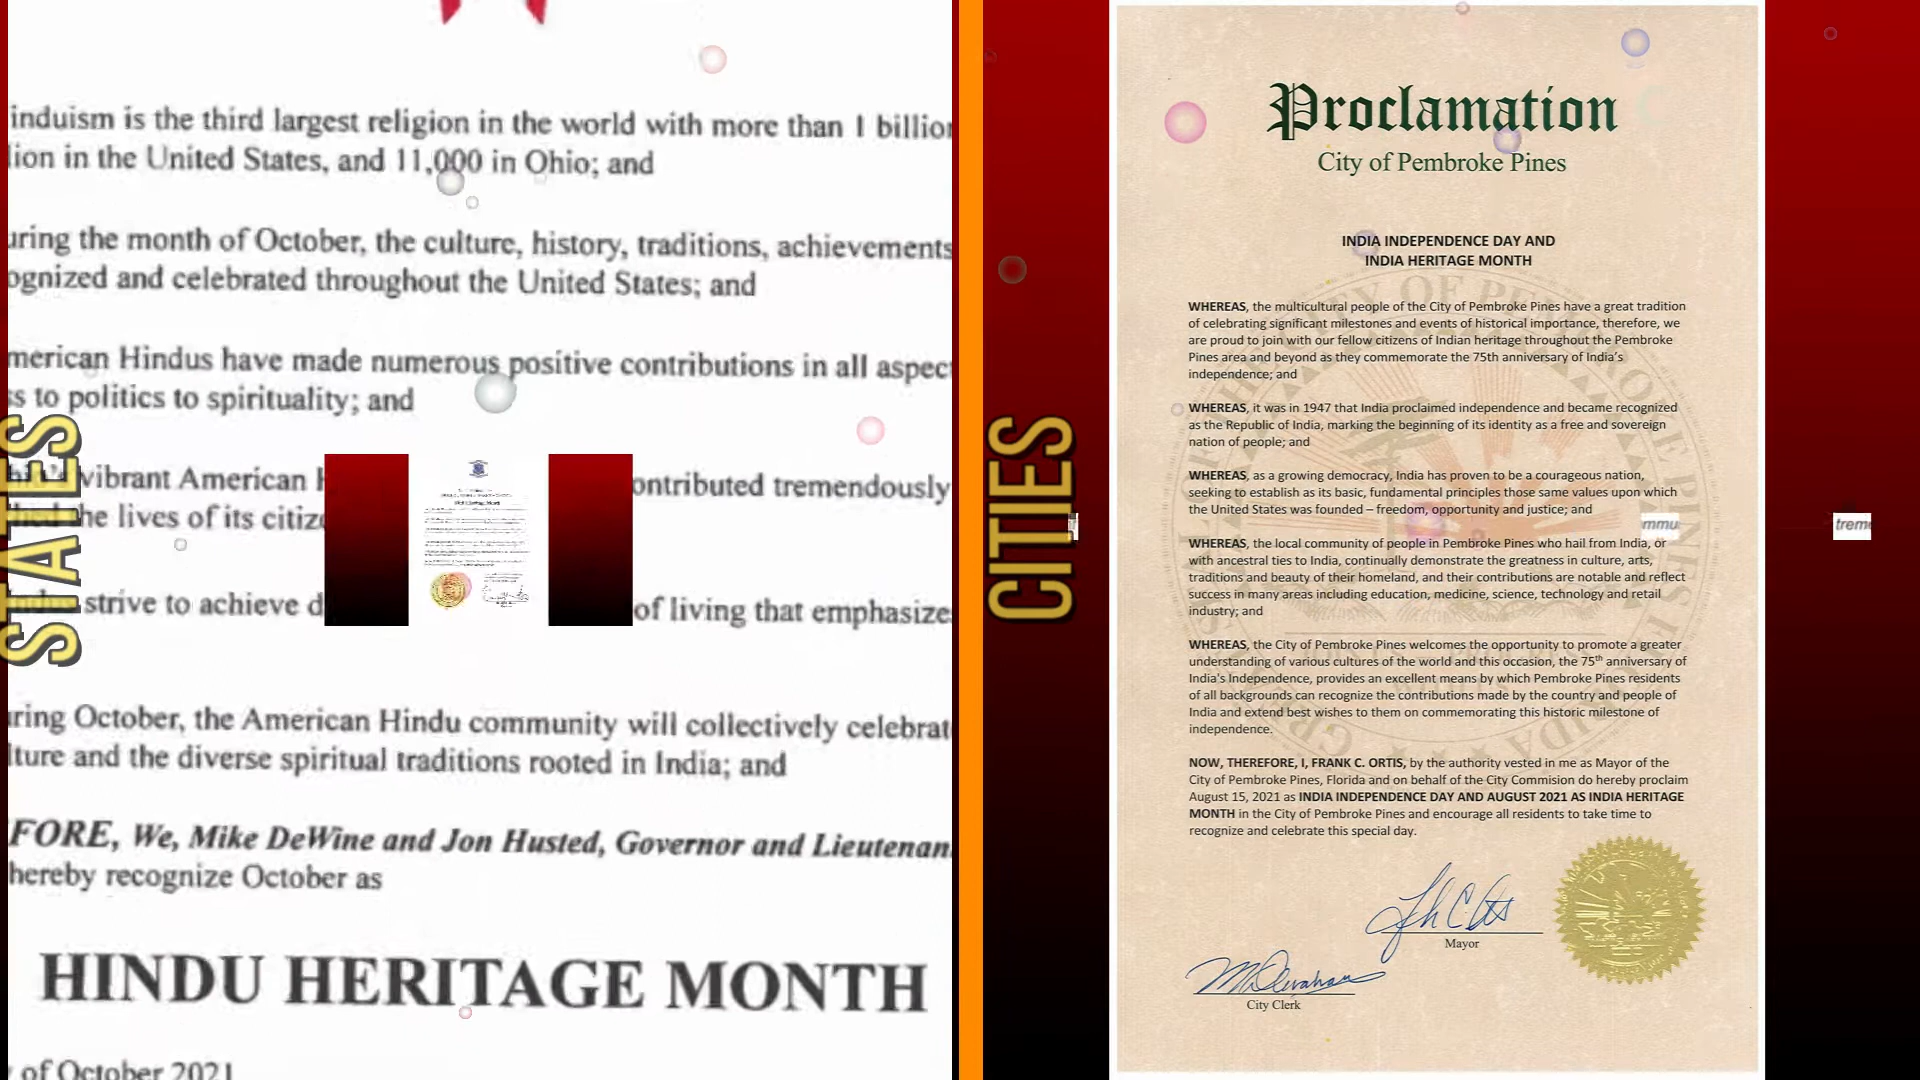 induism is the third largest religion in the world with more than 1 billion
lion in the United States, and 11,000 in Ohio; and
uring the month of October, the culture, history, traditions, achievements
ognized and celebrated throughout the United States; and
merican Hindus have made numerous positive contributions in all aspec
ss to politics to spirituality; and
vibrant American H
ontributed tremendously
the lives of its citize
strive to achieve d
of living that emphasize
uring October, the American Hindu community will collectively celebrat
lture and the diverse spiritual traditions rooted in India; and
FORE, We, Mike DeWine and Jon Husted, Governor and Lieutenan
hereby recognize October as
HINDU HERITAGE MONTH
of October 2021
STATES
CITIES
Proclamation
City of Pembroke Pines
INDIA INDEPENDENCE DAY AND
INDIA HERITAGE MONTH
WHEREAS, the multicultural people of the City of Pembroke Pines have a great tradition
of celebrating significant milestones and events of historical importance, therefore, we
are proud to join with our fellow citizens of Indian heritage throughout the Pembroke
Pines area and beyond as they commemorate the 75th anniversary of India's
independence; and
WHEREAS, it was in 1947 that India proclaimed independence and became recognized
as the Republic of India, marking the beginning of its identity as a free and sovereign
nation of people; and
WHEREAS, as a growing democracy, India has proven to be a courageous nation,
seeking to establish as its basic, fundamental principles those same values upon which
the United States was founded – freedom, opportunity and justice; and
WHEREAS, the local community of people in Pembroke Pines who hail from India, or
with ancestral ties to India, continually demonstrate the greatness in culture, arts,
traditions and beauty of their homeland, and their contributions are notable and reflect
success in many areas including education, medicine, science, technology and retail
industry; and
WHEREAS, the City of Pembroke Pines welcomes the opportunity to promote a greater
understanding of various cultures of the world and this occasion, the 75th anniversary of
India's Independence, provides an excellent means by which Pembroke Pines residents
of all backgrounds can recognize the contributions made by the country and people of
India and extend best wishes to them on commemorating this historic milestone of
independence.
NOW, THEREFORE, I, FRANK C. ORTIS, by the authority vested in me as Mayor of the
City of Pembroke Pines, Florida and on behalf of the City Commision do hereby proclaim
August 15, 2021 as INDIA INDEPENDENCE DAY AND AUGUST 2021 AS INDIA HERITAGE
MONTH in the City of Pembroke Pines and encourage all residents to take time to
recognize and celebrate this special day.
Mayor
City Clerk
mmu
trem